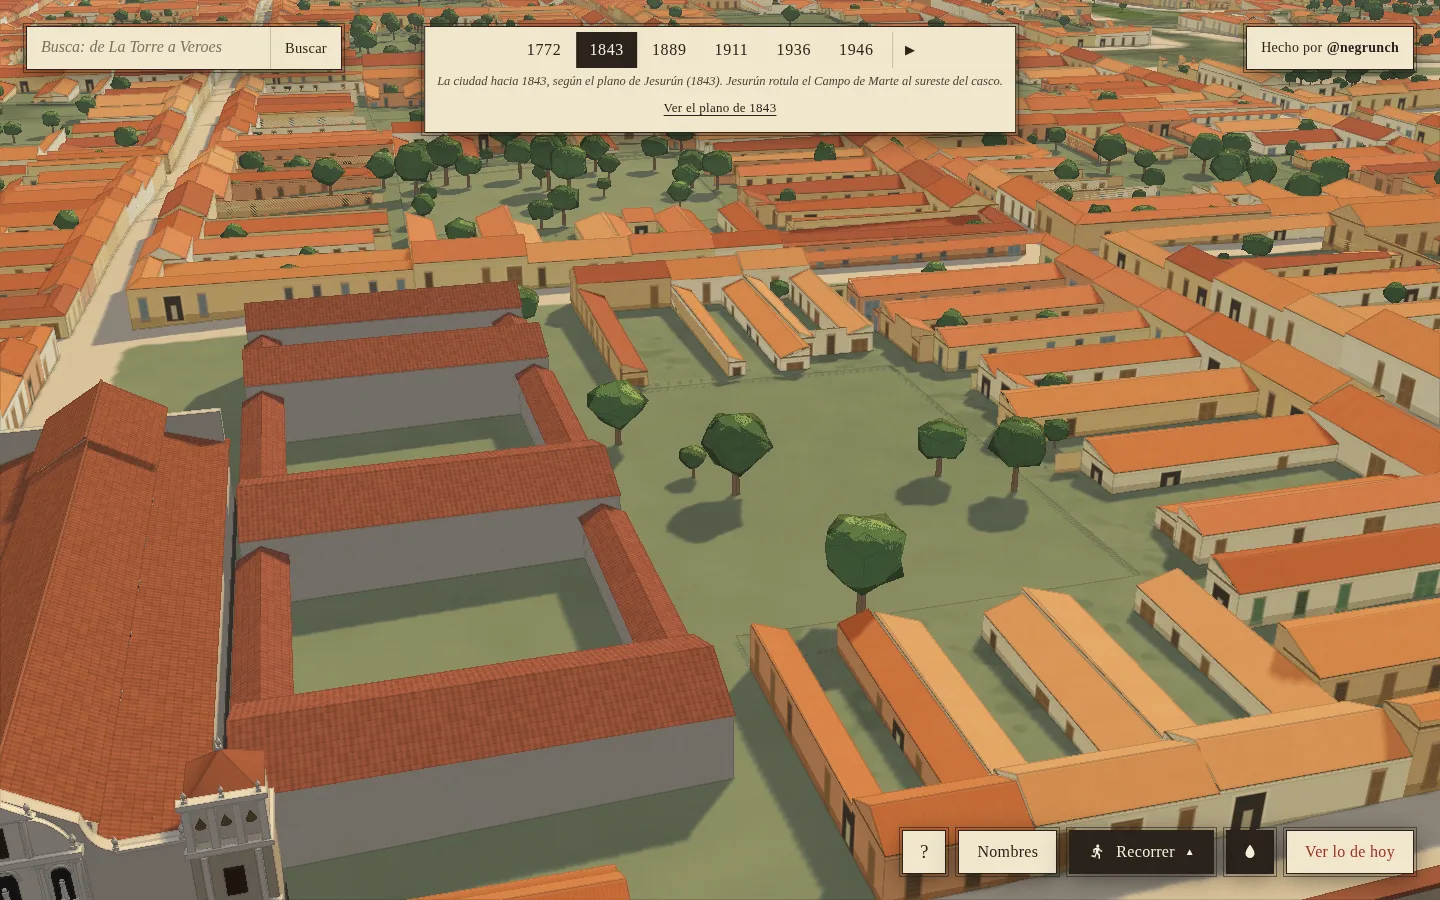 Busca: de La Torre a Veroes
Buscar
1772 1843 1889 1911 1936 1946 ▶
La ciudad hacia 1843, según el plano de Jesurún (1843). Jesurún rotula el Campo de Marte al sureste del casco.
Ver el plano de 1843
Hecho por @negrunch
?
Nombres
Recorrer ▲
Ver lo de hoy